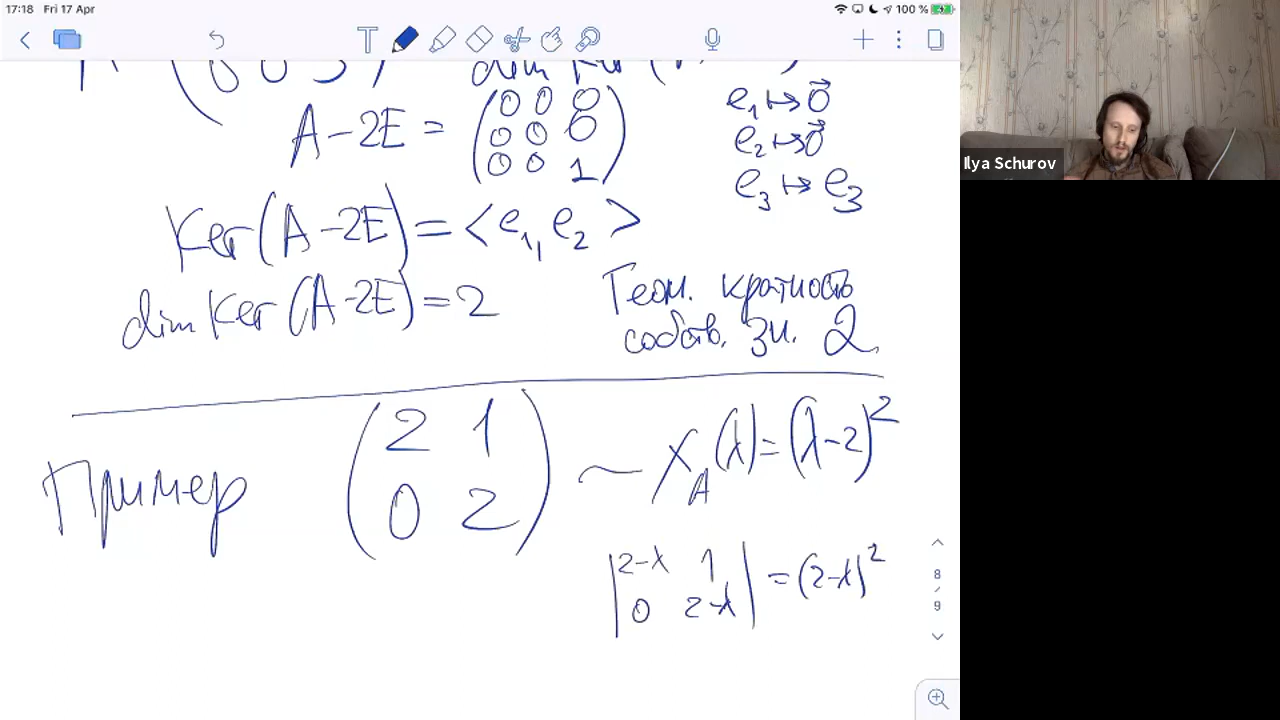 17:18 Fri 17 Apr
100 %
T
A-2E = (0 0 0
0 0 0
0 0 1)
e₁ ↦ 0⃗
e₂ ↦ 0⃗
e₃ ↦ e₃
Ker(A-2E) = <e₁, e₂>
dim Ker(A-2E) = 2
Геом. кратность
собств. зн. 2.
Пример
(2 1
0 2)
~ χ_A(λ) = (λ-2)²
|2-λ 1
0 2-λ| = (2-λ)²
8
/
9
Ilya Schurov